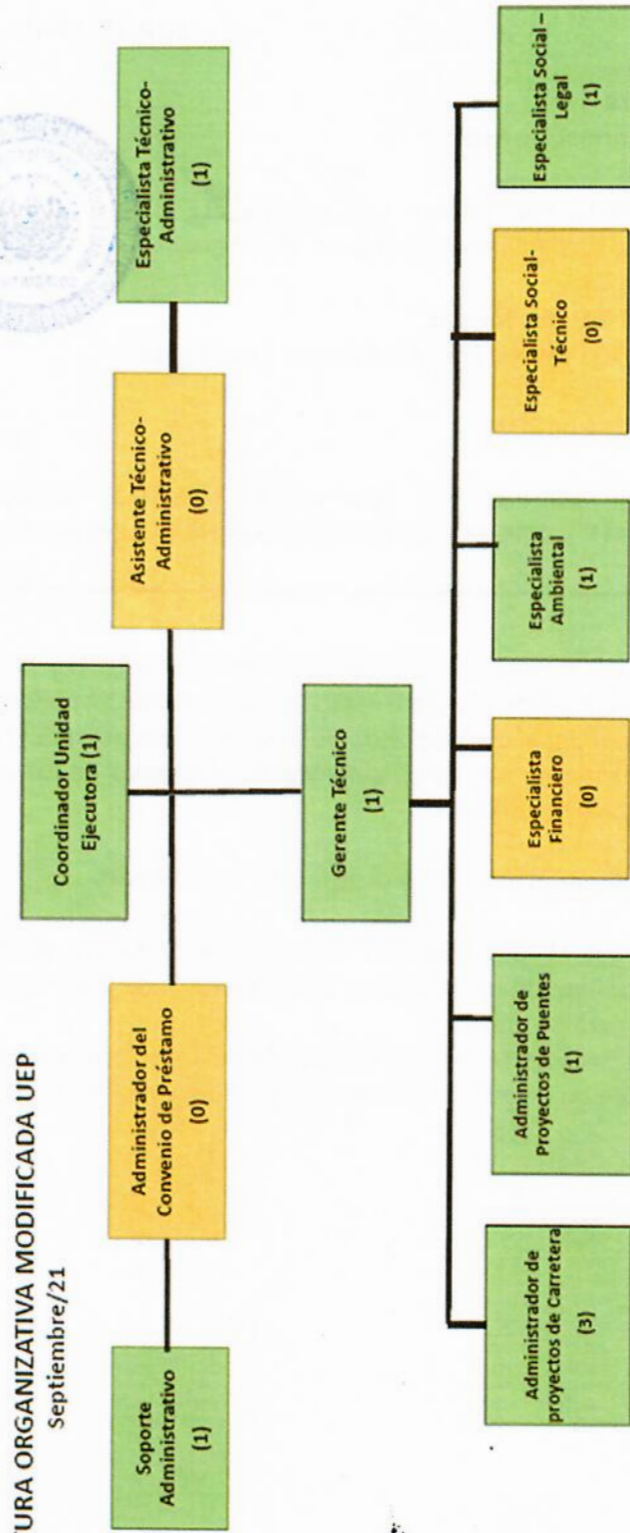 TURA ORGANIZATIVA MODIFICADA UEP
Septiembre/21
Coordinador Unidad
Ejecutora (1)
Soporte
Administrativo
(1)
Administrador del
Convenio de Préstamo
(0)
Asistente Técnico-
Administrativo
(0)
Especialista Técnico-
Administrativo
(1)
Gerente Técnico
(1)
Administrador de
proyectos de Carretera
(3)
Administrador de
Proyectos de Puentes
(1)
Especialista
Financiero
(0)
Especialista
Ambiental
(1)
Especialista Social-
Técnico
(0)
Especialista Social –
Legal
(1)